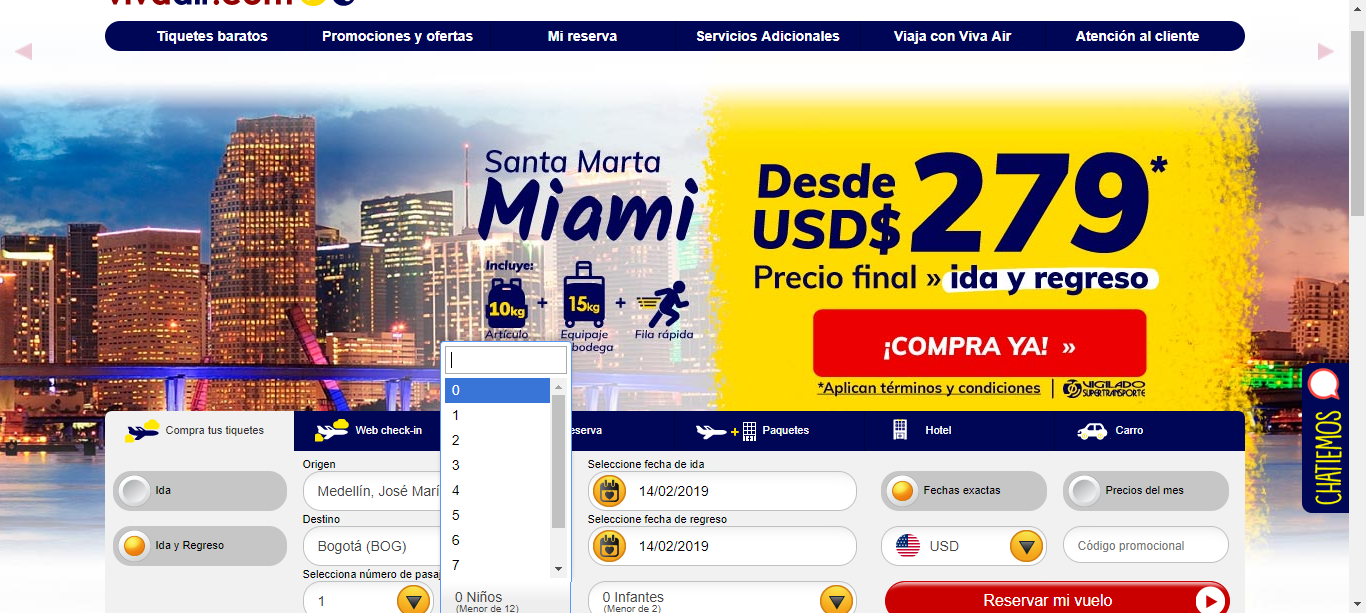 vivaair.com
Tiquetes baratos
Promociones y ofertas
Mi reserva
Servicios Adicionales
Viaja con Viva Air
Atención al cliente
Santa Marta
Miami
Incluye:
10kg + 15kg +
Artículo
Equipaje
bodega
Fila rápida
Desde
USD$ 279*
Precio final » ida y regreso
¡COMPRA YA! »
*Aplican términos y condiciones | VIGILADO
SUPERTRANSPORTE
CHATIEMOS
Compra tus tiquetes
Web check-in
eserva
+ Paquetes
Hotel
Carro
Ida
Ida y Regreso
Origen
Medellín, José Marí
Destino
Bogotá (BOG)
Selecciona número de pasaj
1
0
1
2
3
4
5
6
7
0 Niños
(Menor de 12)
Seleccione fecha de ida
14/02/2019
Seleccione fecha de regreso
14/02/2019
0 Infantes
(Menor de 2)
Fechas exactas
Precios del mes
USD
Código promocional
Reservar mi vuelo